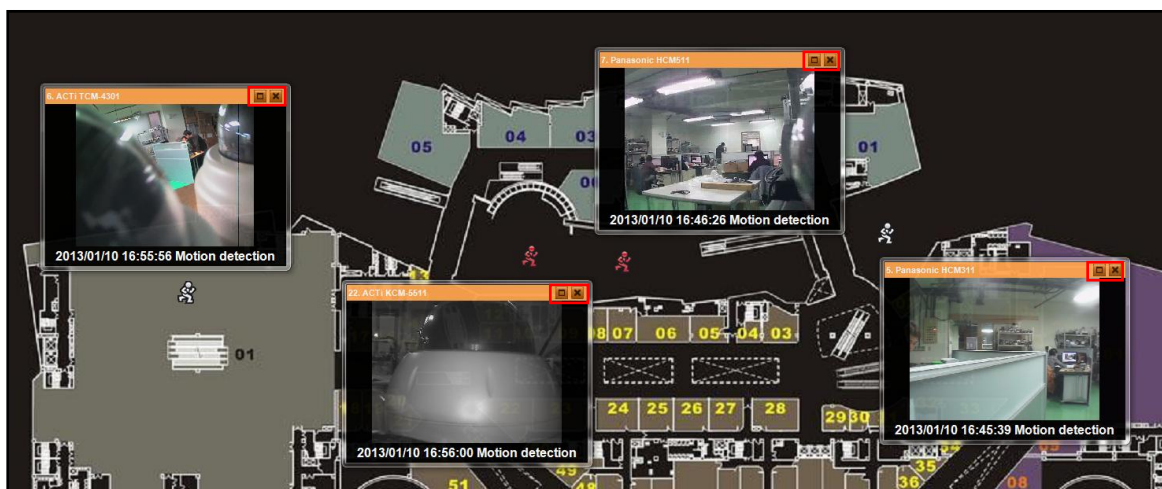 7. Panasonic HCM511
2013/01/10 16:46:26 Motion detection
6. ACTi TCM-4301
2013/01/10 16:55:56 Motion detection
05
04
03
01
5. Panasonic HCM311
2013/01/10 16:45:39 Motion detection
22. ACTi KCM-5511
2013/01/10 16:56:00 Motion detection
01
07
06
05
04
03
24
25
26
27
28
29
30
35
36
08
49
48
51